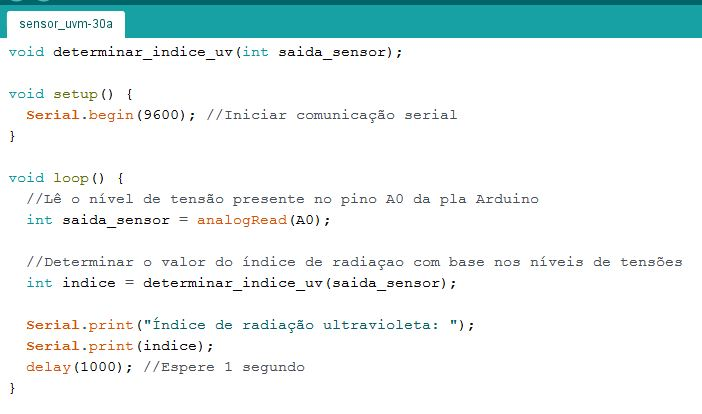 sensor_uvm-30a
void determinar_indice_uv(int saida_sensor);
void setup() {
Serial.begin(9600); //Iniciar comunicação serial
}
void loop() {
//Lê o nível de tensão presente no pino A0 da pla Arduino
int saida_sensor = analogRead(A0);
//Determinar o valor do índice de radiaçao com base nos níveis de tensões
int indice = determinar_indice_uv(saida_sensor);
Serial.print("Índice de radiação ultravioleta: ");
Serial.print(indice);
delay(1000); //Espere 1 segundo
}